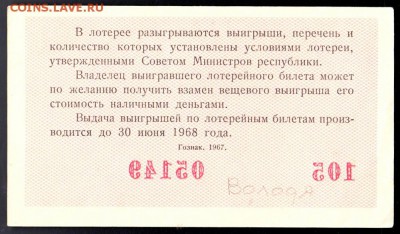 COINS.LAVE.RU
В лотерее разыгрываются выигрыши, перечень и
количество которых установлены условиями лотереи,
утвержденными Советом Министров республики.
Владелец выигравшего лотерейного билета может
по желанию получить взамен вещевого выигрыша его
стоимость наличными деньгами.
Выдача выигрышей по лотерейным билетам произ-
водится до 30 июня 1968 года.
Гознак. 1967.
05149 105
Володя